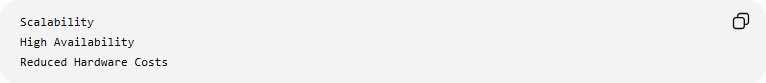 Scalability
High Availability
Reduced Hardware Costs